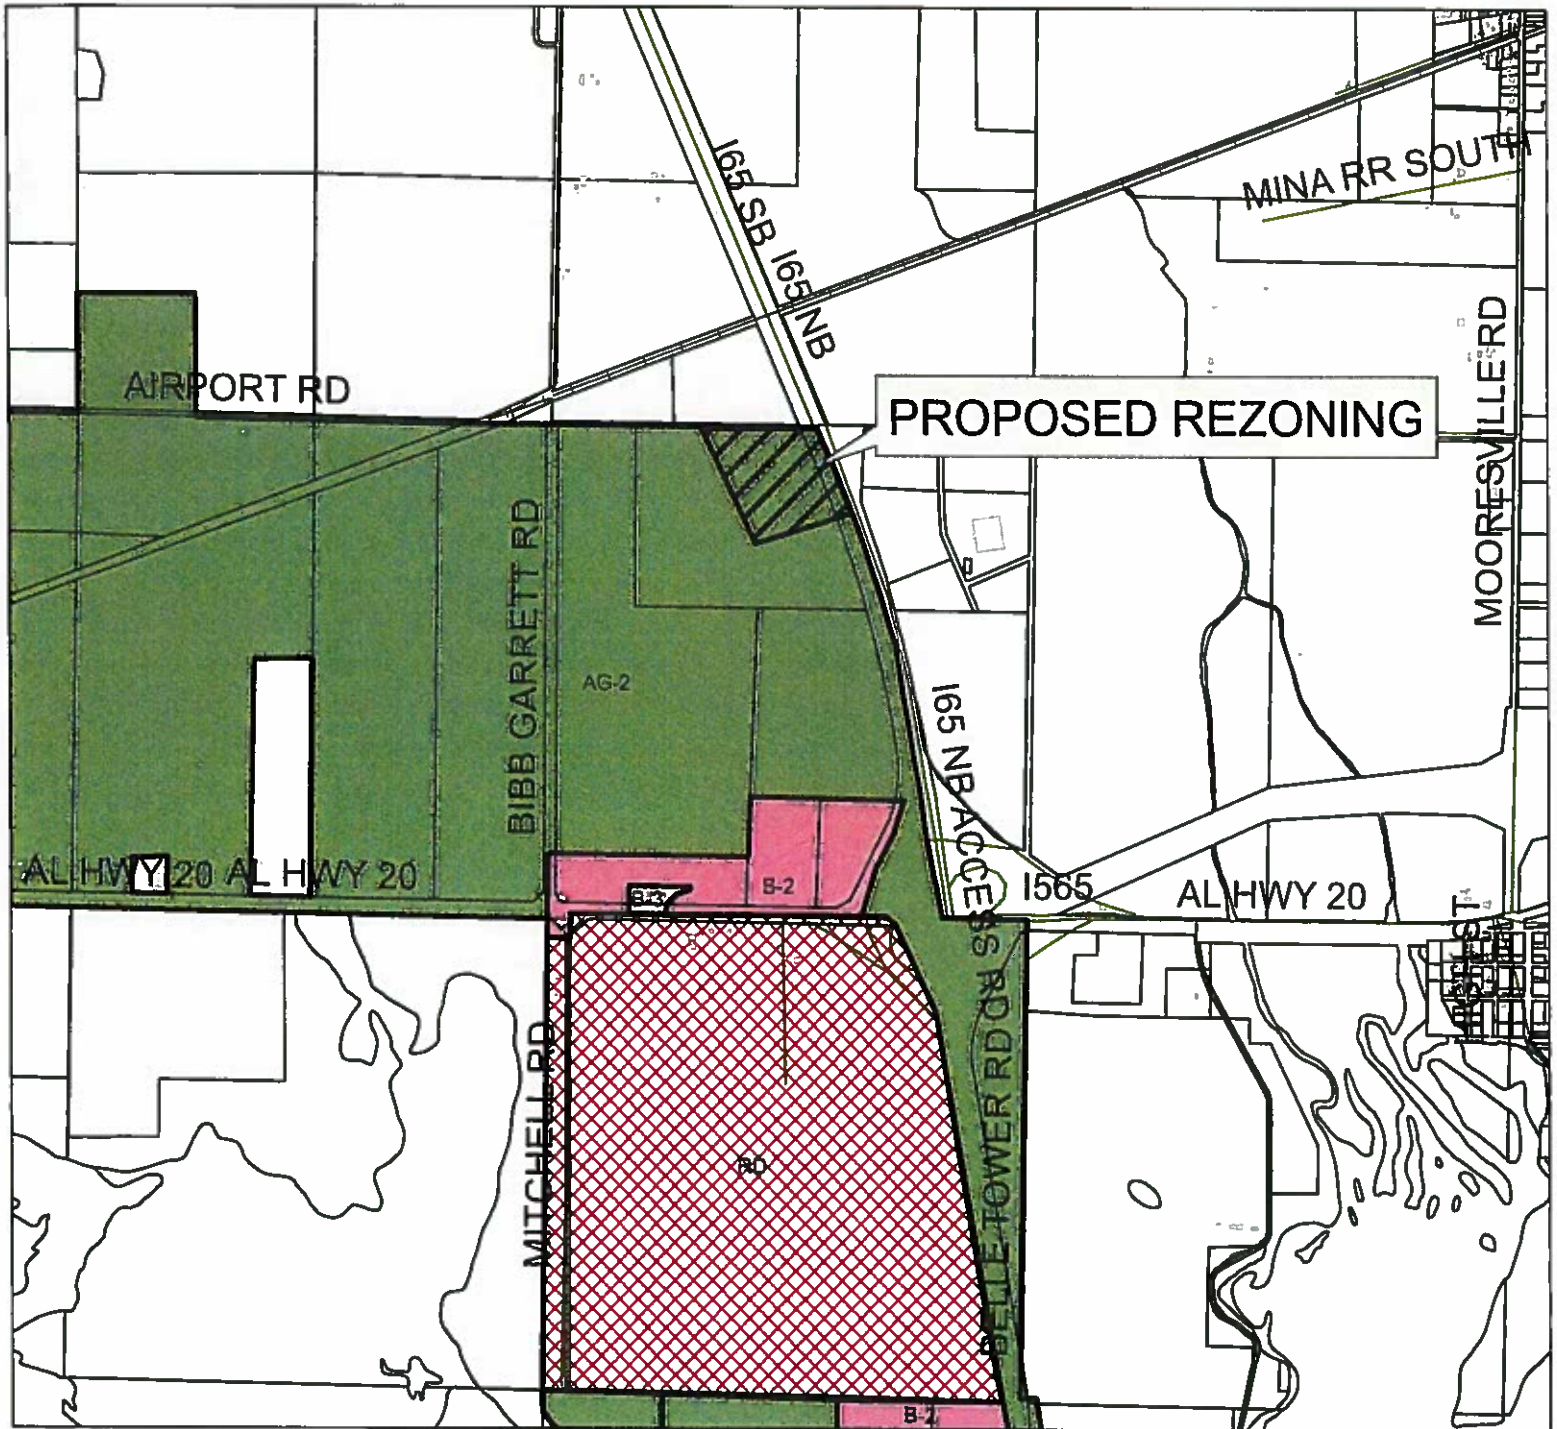 I65 SB I65 NB
MINA RR SOUTH
AIRPORT RD
PROPOSED REZONING
MOORESVILLE RD
BIBB GARRETT RD
AG-2
I65 NB ACCESS
AL HWY 20 AL HWY 20
B-3
B-2
I565
AL HWY 20
MITCHELL RD
RD
BELLE TOWER RD
B-2